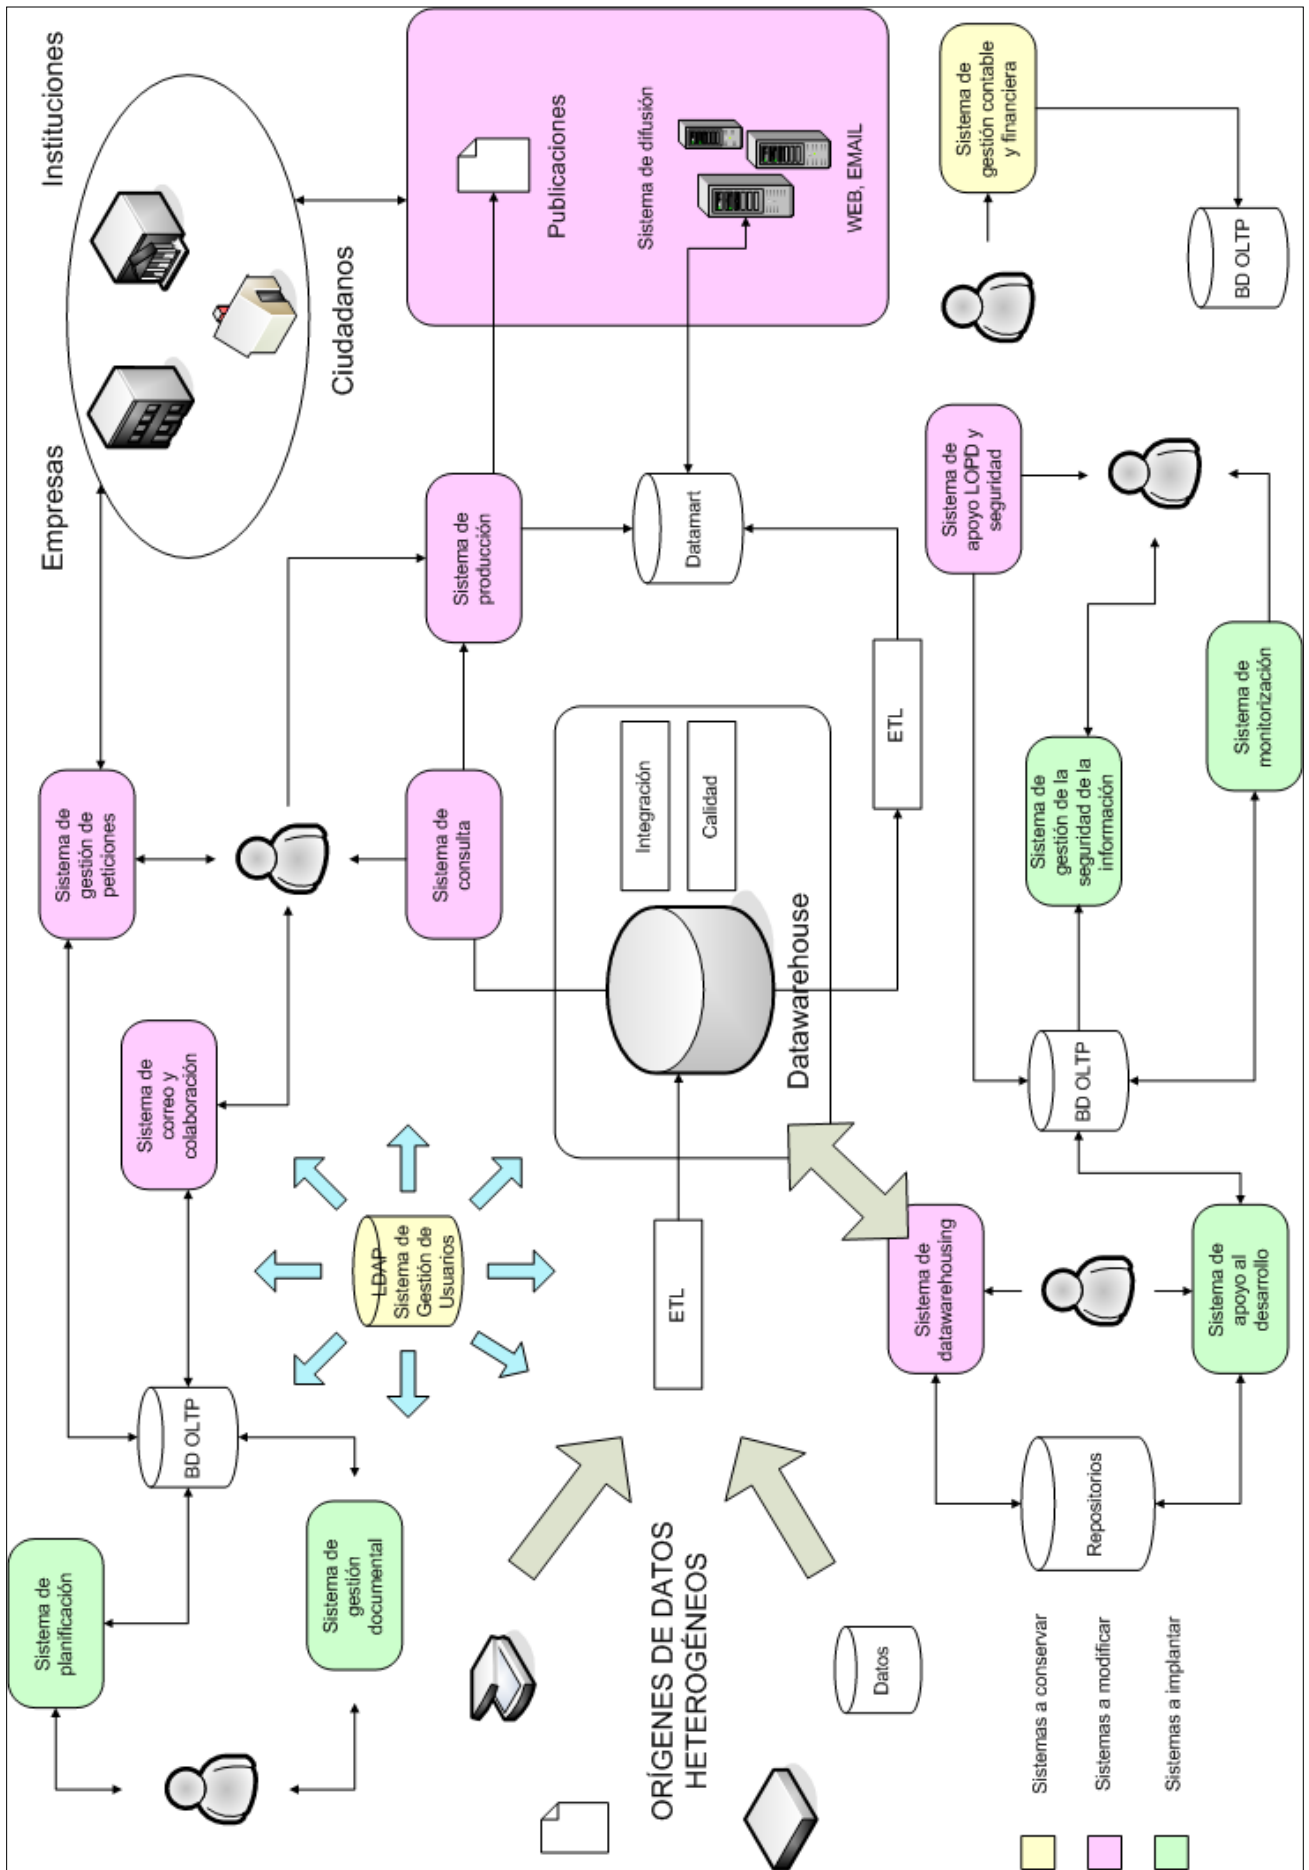 Sistema de
planificación
BD OLTP
Sistema de
gestión
documental
Sistema de
correo y
colaboración
Sistema de
gestión de
peticiones
Empresas
Instituciones
Ciudadanos
LDAP
Sistema de
Gestión de
Usuarios
Sistema de
consulta
Sistema de
producción
Publicaciones
Sistema de difusión
WEB, EMAIL
ORÍGENES DE DATOS
HETEROGÉNEOS
Datos
ETL
Integración
Calidad
Datawarehouse
Datamart
ETL
Sistema de
datawarehousing
Repositorios
Sistema de
apoyo al
desarrollo
BD OLTP
Sistema de
gestión de la
seguridad de la
información
Sistema de
monitorización
Sistema de
apoyo LOPD y
seguridad
Sistema de
gestión contable
y financiera
BD OLTP
Sistemas a conservar
Sistemas a modificar
Sistemas a implantar